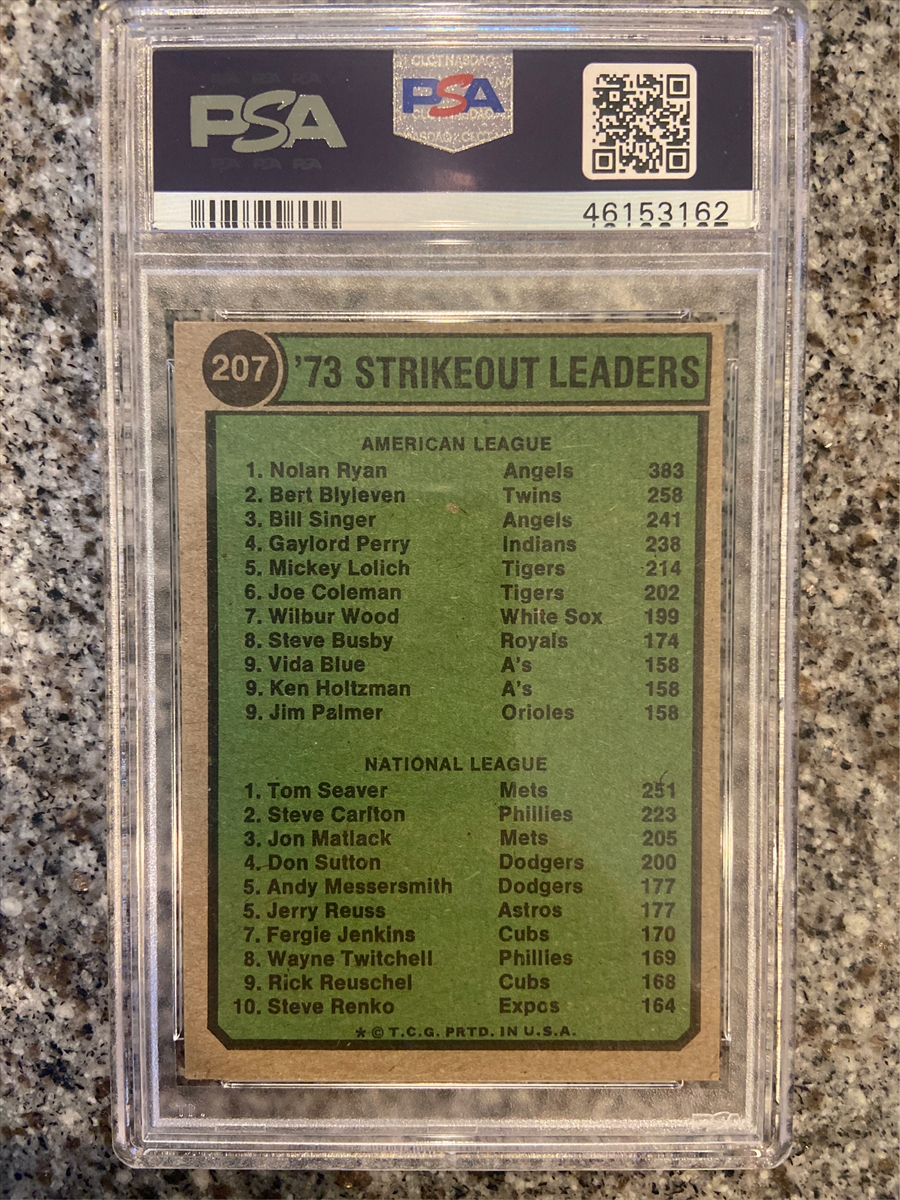 CLCT NASDAQ
PSA
PSA
NASDAQ CLCT
46153162
207 '73 STRIKEOUT LEADERS
AMERICAN LEAGUE
1. Nolan Ryan Angels 383
2. Bert Blyleven Twins 258
3. Bill Singer Angels 241
4. Gaylord Perry Indians 238
5. Mickey Lolich Tigers 214
6. Joe Coleman Tigers 202
7. Wilbur Wood White Sox 199
8. Steve Busby Royals 174
9. Vida Blue A's 158
9. Ken Holtzman A's 158
9. Jim Palmer Orioles 158
NATIONAL LEAGUE
1. Tom Seaver Mets 251
2. Steve Carlton Phillies 223
3. Jon Matlack Mets 205
4. Don Sutton Dodgers 200
5. Andy Messersmith Dodgers 177
5. Jerry Reuss Astros 177
7. Fergie Jenkins Cubs 170
8. Wayne Twitchell Phillies 169
9. Rick Reuschel Cubs 168
10. Steve Renko Expos 164
* © T.C.G. PRTD. IN U.S.A.